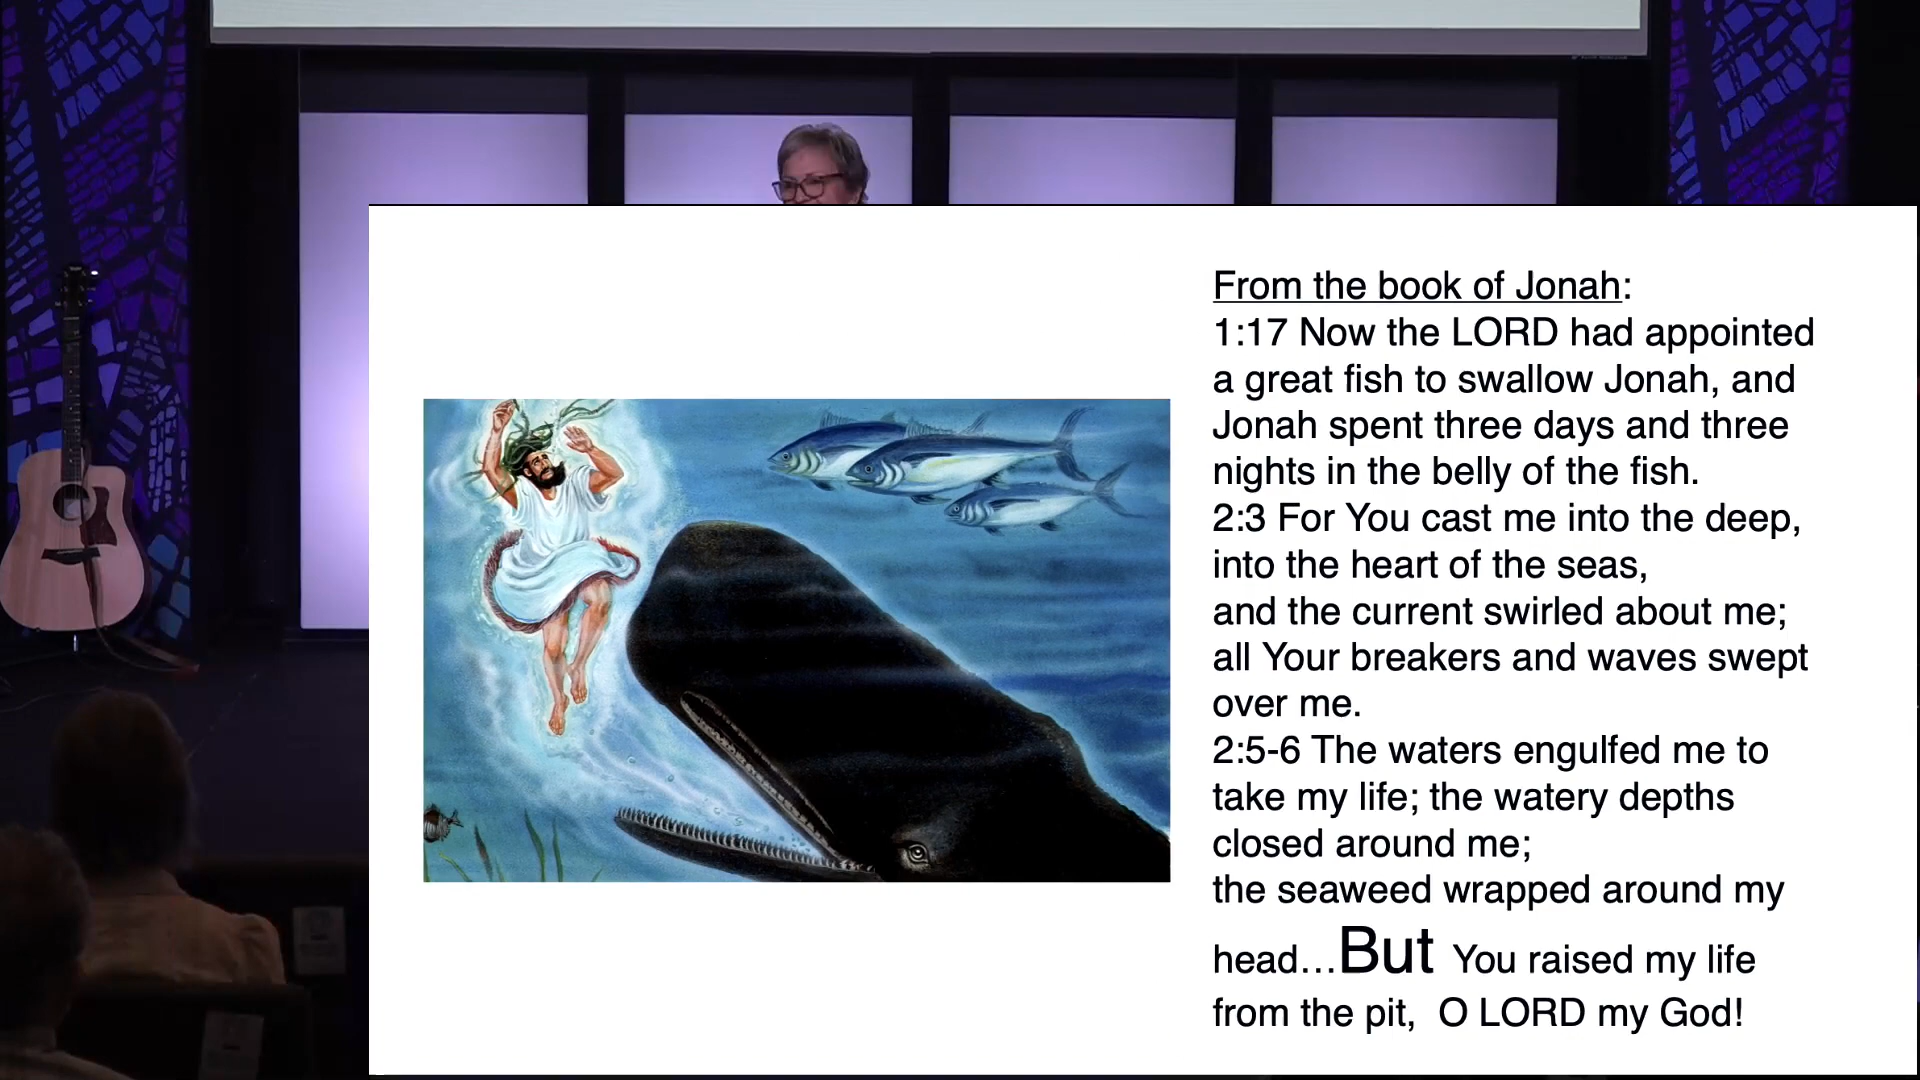 From the book of Jonah:
1:17 Now the LORD had appointed
a great fish to swallow Jonah, and
Jonah spent three days and three
nights in the belly of the fish.
2:3 For You cast me into the deep,
into the heart of the seas,
and the current swirled about me;
all Your breakers and waves swept
over me.
2:5-6 The waters engulfed me to
take my life; the watery depths
closed around me;
the seaweed wrapped around my
head…But You raised my life
from the pit, O LORD my God!